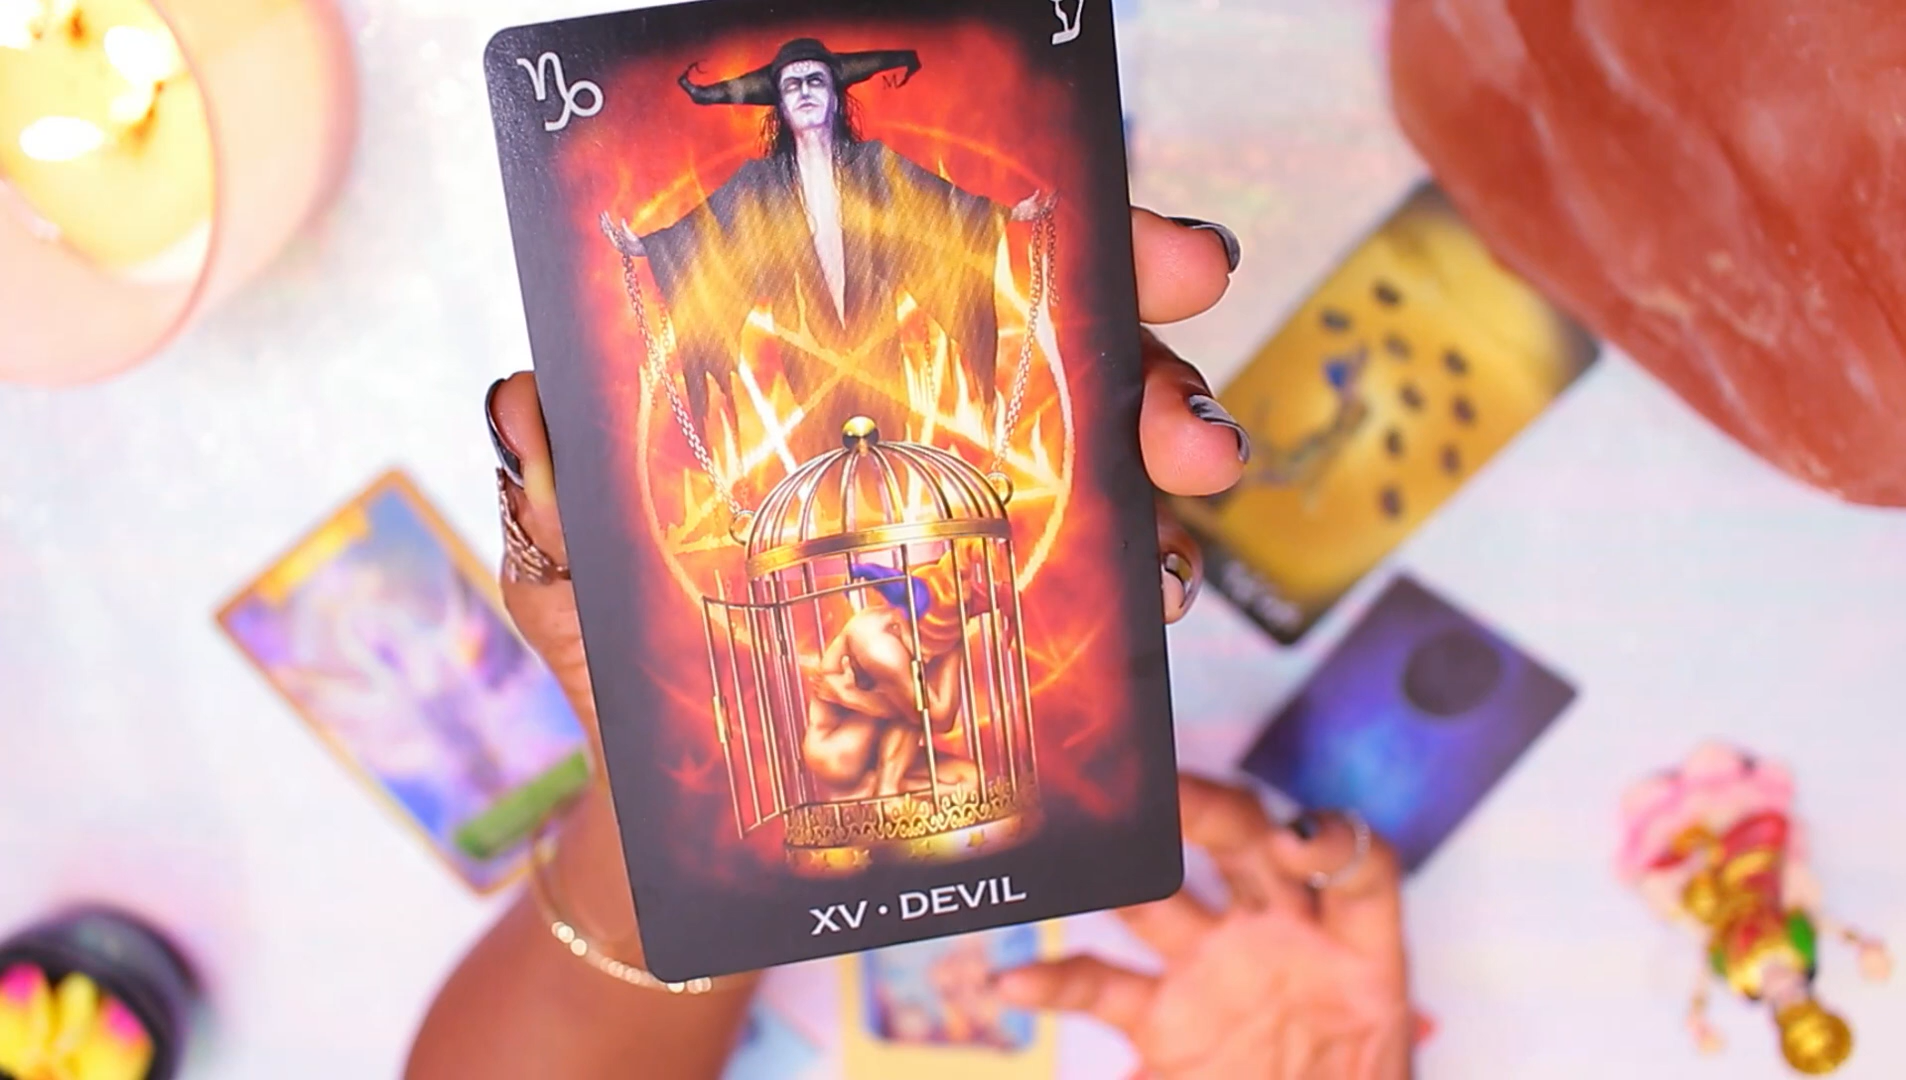 ♑ ע
M
XV • DEVIL